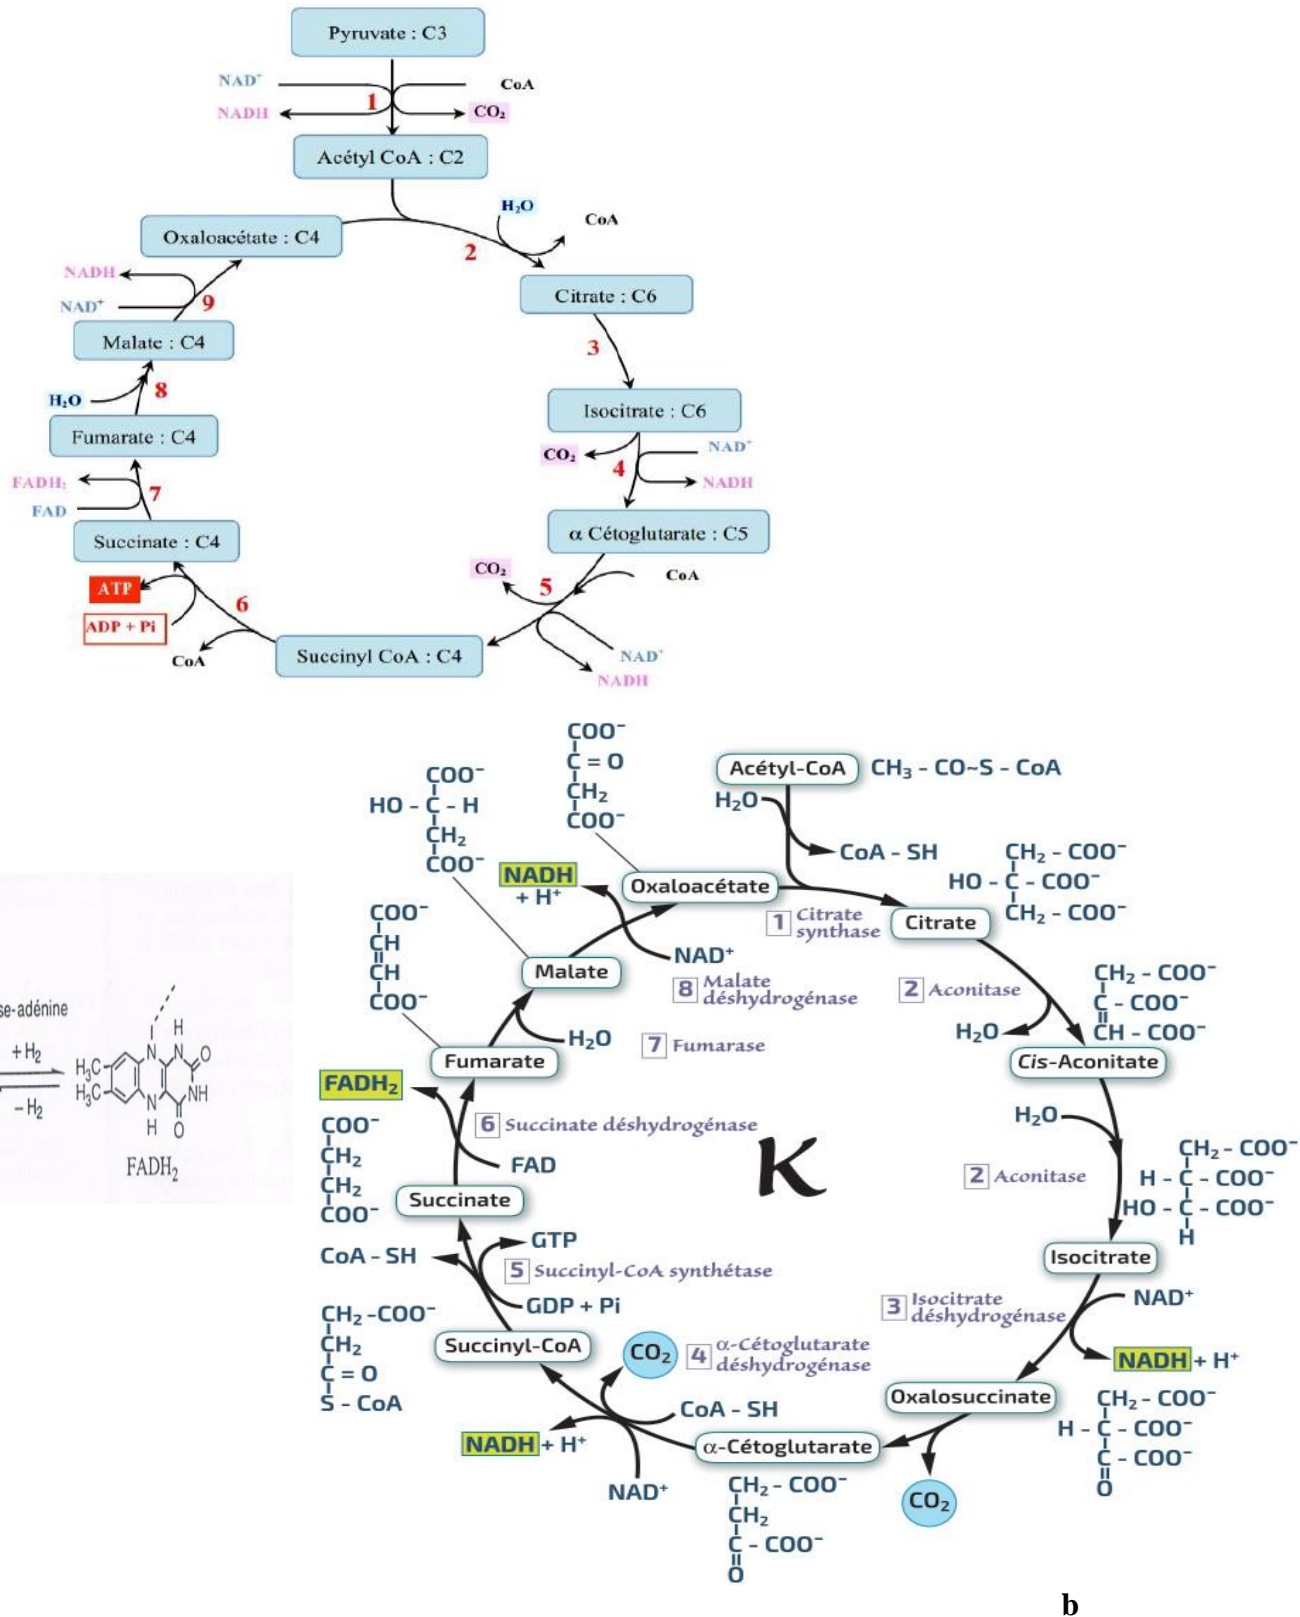 Pyruvate : C3
NAD⁺
CoA
1
NADH
CO₂
Acétyl CoA : C2
H₂O
CoA
Oxaloacétate : C4
2
NADH
Citrate : C6
NAD⁺
9
Malate : C4
3
8
H₂O
Isocitrate : C6
Fumarate : C4
CO₂
NAD⁺
4
FADH₂
NADH
7
FAD
α Cétoglutarate : C5
Succinate : C4
CO₂
CoA
5
ATP
6
ADP + Pi
CoA
Succinyl CoA : C4
NAD⁺
NADH
COO⁻
C = O
CH₂
COO⁻
Acétyl-CoA
CH₃ - CO~S - CoA
H₂O
CoA - SH
COO⁻
HO - C - H
CH₂
COO⁻
NADH
+ H⁺
Oxaloacétate
CH₂ - COO⁻
HO - C - COO⁻
CH₂ - COO⁻
1 Citrate
synthase
Citrate
COO⁻
CH
CH
COO⁻
NAD⁺
Malate
8 Malate
déshydrogénase
2 Aconitase
CH₂ - COO⁻
C - COO⁻
CH - COO⁻
H₂O
H₂O
7 Fumarase
Fumarate
Cis-Aconitate
se-adénine
+ H₂
- H₂
H₃C
H₃C
N
H
N
O
NH
N
H
O
FADH₂
FADH₂
6 Succinate déshydrogénase
H₂O
COO⁻
CH₂
CH₂
COO⁻
FAD
K
2 Aconitase
CH₂ - COO⁻
H - C - COO⁻
HO - C - COO⁻
H
Succinate
GTP
CoA - SH
5 Succinyl-CoA synthétase
Isocitrate
GDP + Pi
3 Isocitrate
déshydrogénase
NAD⁺
CH₂ -COO⁻
CH₂
C = O
S - CoA
Succinyl-CoA
CO₂
4 α-Cétoglutarate
déshydrogénase
NADH + H⁺
Oxalosuccinate
CoA - SH
CH₂ - COO⁻
H - C - COO⁻
C - COO⁻
O
NADH + H⁺
α-Cétoglutarate
NAD⁺
CO₂
CH₂ - COO⁻
CH₂
C - COO⁻
O
b